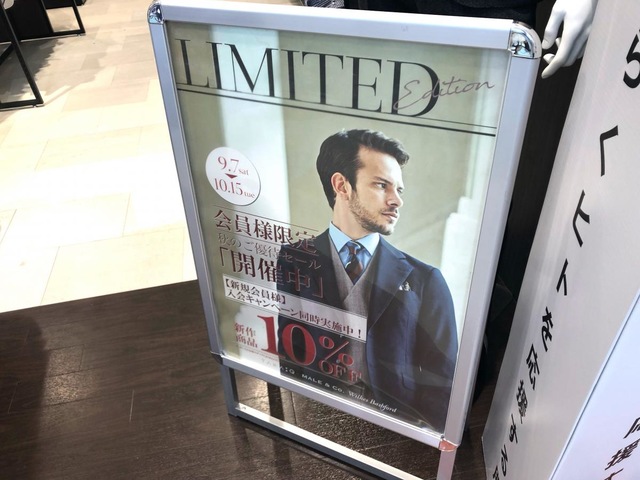 LIMITED
Edition
9.7 sat
10.15 tue
会員様限定
秋のご優待セール
「開催中」
【新規会員様】
入会キャンペーン同時実施中！
新作
商品
10%
OFF
MALE & Co. Wilkes Bashford